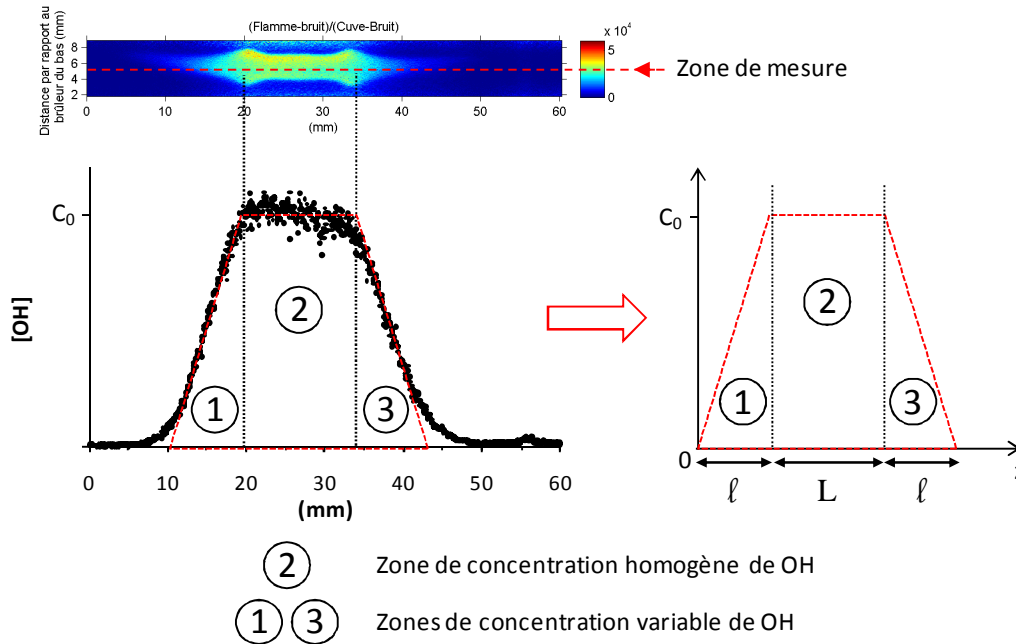 (Flamme-bruit)/(Cuve-Bruit)
Distance par rapport au
brûleur du bas (mm)
8
6
4
2
0 10 20 30 40 50 60
(mm)
x 10⁴
5
0
Zone de mesure
C₀
[OH]
1
2
3
0 10 20 30 40 50 60
(mm)
C₀
1
2
3
0
ℓ L ℓ
2 Zone de concentration homogène de OH
1 3 Zones de concentration variable de OH